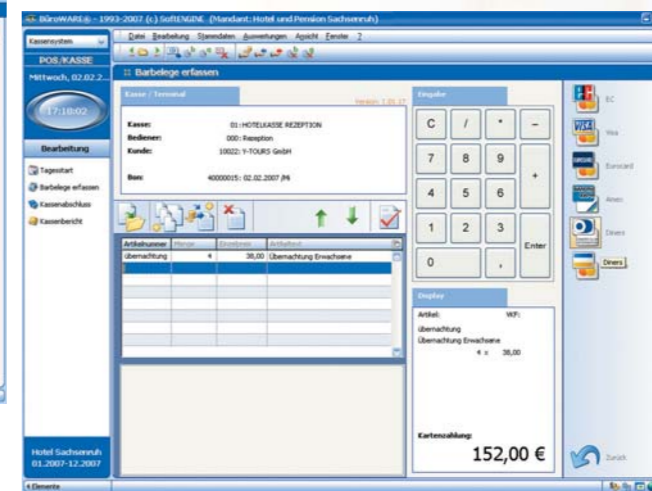 BüroWARE® - 1993-2007 (c) SoftENGINE (Mandant: Hotel und Pension Sachsenruh)
Kassensystem
Datei Bearbeitung Stammdaten Auswertungen Ansicht Fenster ?
POS/KASSE
Mittwoch, 02.02.2...
17:18:02
Bearbeitung
Tagesstart
Barbelege erfassen
Kassenabschluss
Kassenbericht
Hotel Sachsenruh
01.2007-12.2007
4 Elemente
:: Barbelege erfassen
Kasse / Terminal
Kasse: 01: HOTELKASSE REZEPTION
Bediener: 000: Rezeption
Kunde: 10022: Y-TOURS GmbH
Bon: 40000015: 02.02.2007 /Mi
Artikelnummer Menge Einzelpreis Artikeltext
übernachtung 4 38,00 Übernachtung Erwachsene
Eingabe
C / * -
7 8 9 +
4 5 6
1 2 3 Enter
0 ,
Display
Artikel: VKP:
übernachtung
Übernachtung Erwachsene
4 x 38,00
Kartenzahlung:
152,00 €
EC
VISA
Visa
EUROCARD
Eurocard
Amex
Diners
Diners
Zurück